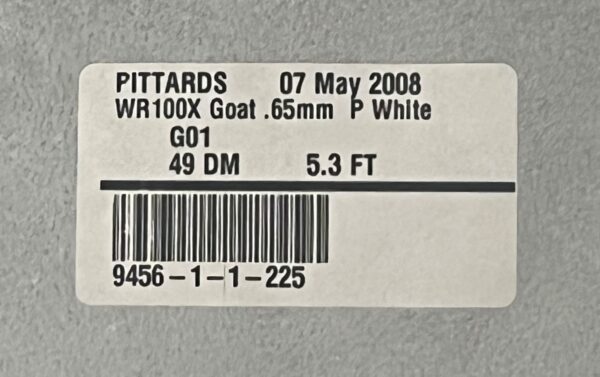 PITTARDS 07 May 2008
WR100X Goat .65mm P White
G01
49 DM 5.3 FT
9456-1-1-225